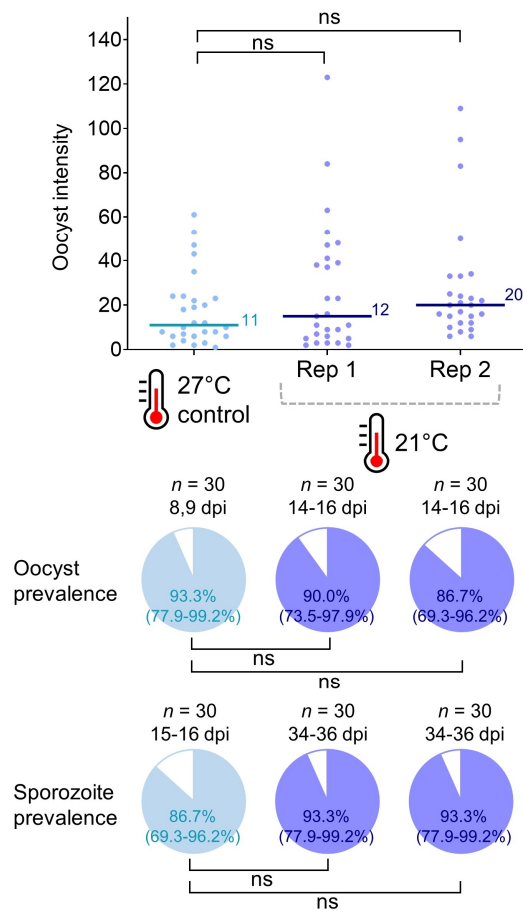 ns
ns
Oocyst intensity
140
120
100
80
60
40
20
0
11
12
20
Rep 1
Rep 2
27°C
control
21°C
n = 30
8,9 dpi
n = 30
14-16 dpi
n = 30
14-16 dpi
Oocyst
prevalence
93.3%
(77.9-99.2%)
90.0%
(73.5-97.9%)
86.7%
(69.3-96.2%)
ns
ns
n = 30
15-16 dpi
n = 30
34-36 dpi
n = 30
34-36 dpi
Sporozoite
prevalence
86.7%
(69.3-96.2%)
93.3%
(77.9-99.2%)
93.3%
(77.9-99.2%)
ns
ns